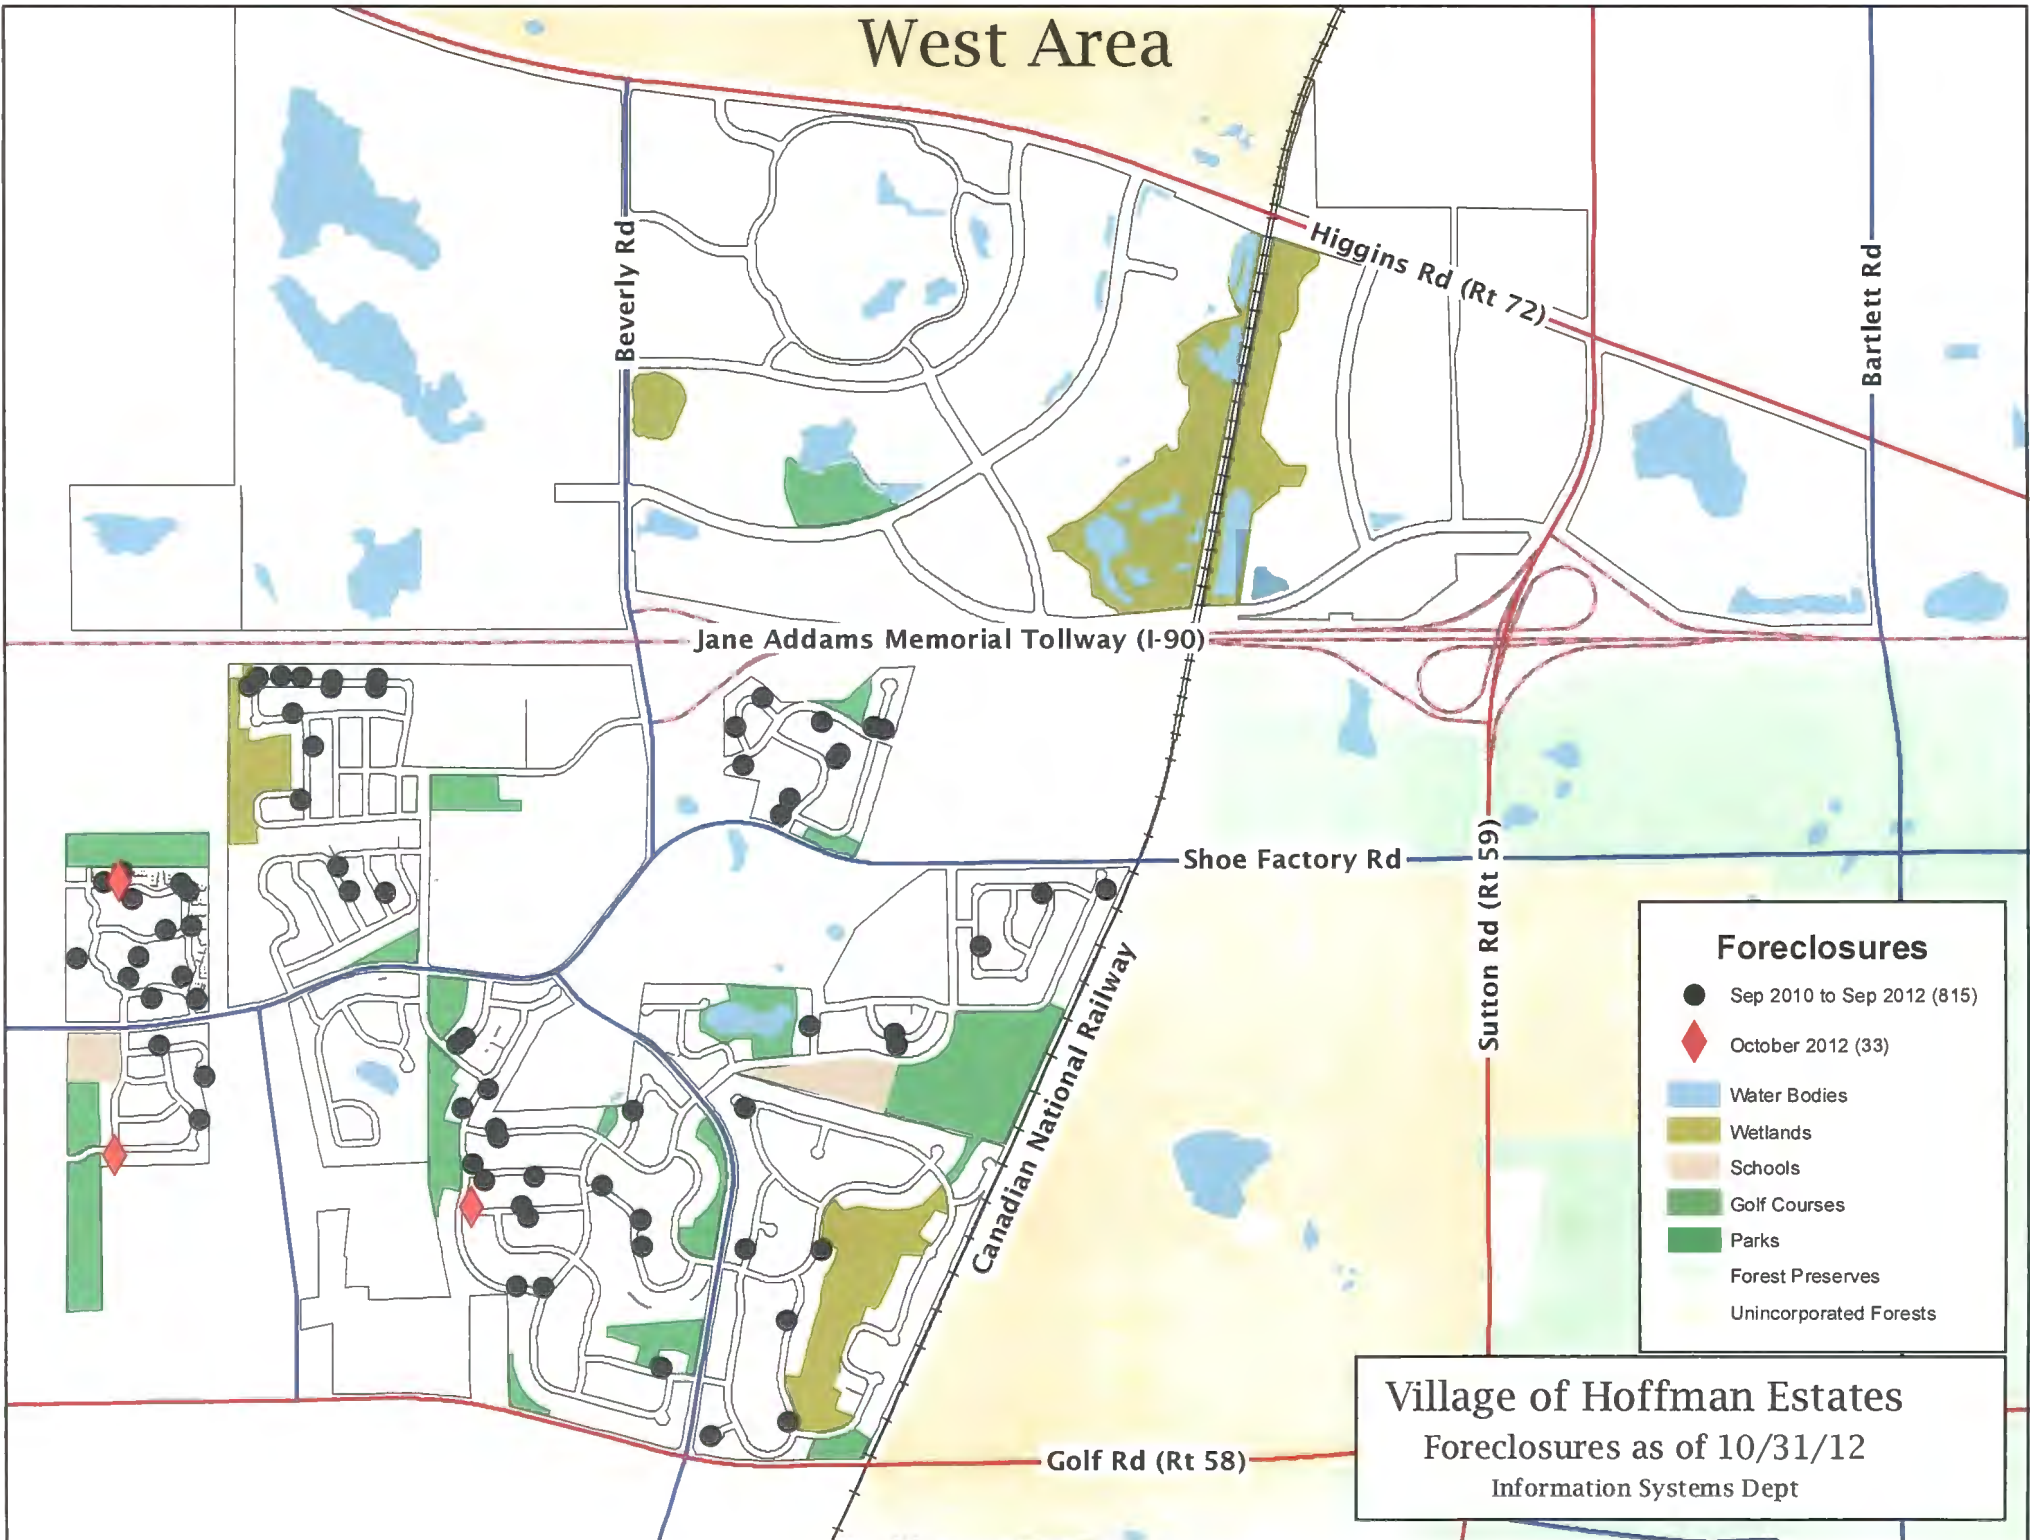 West Area
Higgins Rd (Rt 72)
Beverly Rd
Bartlett Rd
Jane Addams Memorial Tollway (I-90)
Shoe Factory Rd
Sutton Rd (Rt 59)
Canadian National Railway
Golf Rd (Rt 58)
Foreclosures
Sep 2010 to Sep 2012 (815)
October 2012 (33)
Water Bodies
Wetlands
Schools
Golf Courses
Parks
Forest Preserves
Unincorporated Forests
Village of Hoffman Estates
Foreclosures as of 10/31/12
Information Systems Dept